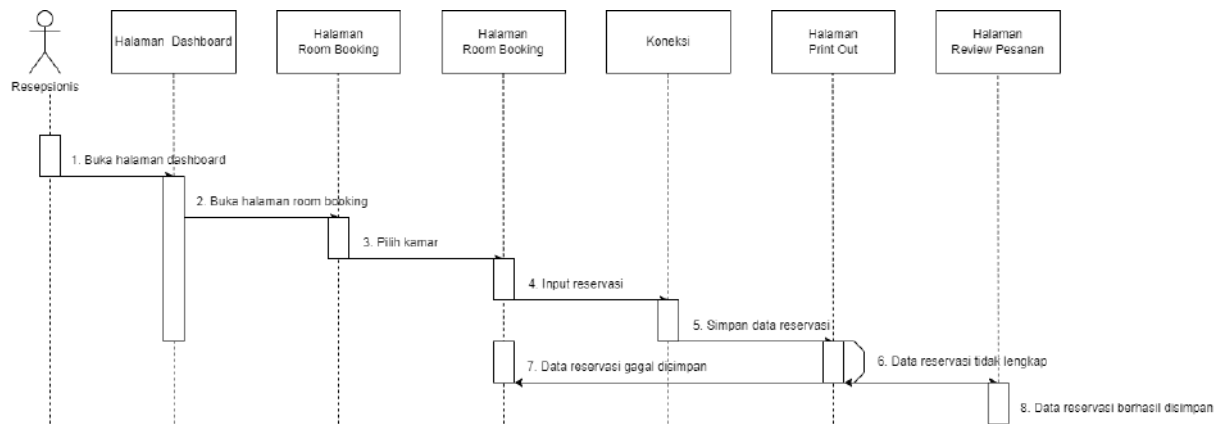 Resepsionis
Halaman Dashboard
Halaman
Room Booking
Halaman
Room Booking
Koneksi
Halaman
Print Out
Halaman
Review Pesanan
1. Buka halaman dashboard
2. Buka halaman room booking
3. Pilih kamar
4. Input reservasi
5. Simpan data reservasi
6. Data reservasi tidak lengkap
7. Data reservasi gagal disimpan
8. Data reservasi berhasil disimpan